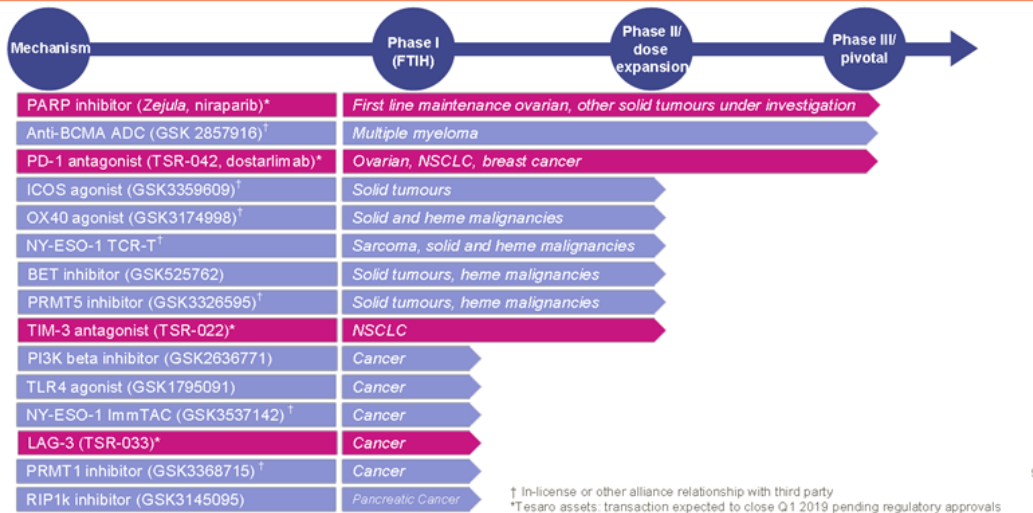 Mechanism
Phase I
(FTIH)
Phase II/
dose
expansion
Phase III/
pivotal
PARP inhibitor (Zejula, niraparib)* First line maintenance ovarian, other solid tumours under investigation
Anti-BCMA ADC (GSK 2857916)† Multiple myeloma
PD-1 antagonist (TSR-042, dostarlimab)* Ovarian, NSCLC, breast cancer
ICOS agonist (GSK3359609)† Solid tumours
OX40 agonist (GSK3174998)† Solid and heme malignancies
NY-ESO-1 TCR-T† Sarcoma, solid and heme malignancies
BET inhibitor (GSK525762) Solid tumours, heme malignancies
PRMT5 inhibitor (GSK3326595)† Solid tumours, heme malignancies
TIM-3 antagonist (TSR-022)* NSCLC
PI3K beta inhibitor (GSK2636771) Cancer
TLR4 agonist (GSK1795091) Cancer
NY-ESO-1 ImmTAC (GSK3537142) † Cancer
LAG-3 (TSR-033)* Cancer
PRMT1 inhibitor (GSK3368715) † Cancer
RIP1k inhibitor (GSK3145095) Pancreatic Cancer
† In-license or other alliance relationship with third party
*Tesaro assets: transaction expected to close Q1 2019 pending regulatory approvals